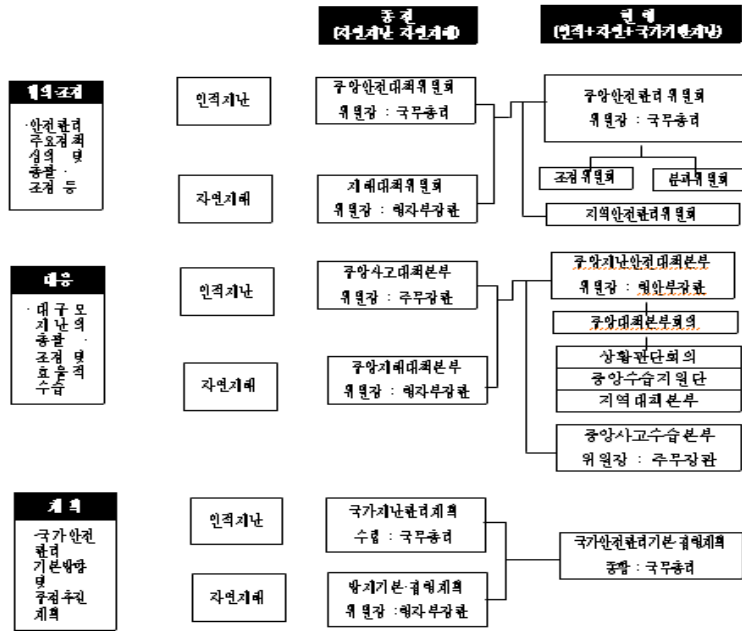 종전
(자연재난 자연재해)
현행
(인적+자연+국가기반재난)
심의·조정
·안전관리
주요정책
심의 및
총괄·
조정 등
인적재난
자연재해
중앙안전대책위원회
위원장 : 국무총리
재해대책위원회
위원장 : 행자부장관
중앙안전관리위원회
위원장 : 국무총리
조정위원회
분과위원회
지역안전관리위원회
대응
·대규모
재난의
총괄·
조정 및
효율적
수습
인적재난
자연재해
중앙사고대책본부
위원장 : 주무장관
중앙재해대책본부
위원장 : 행자부장관
중앙재난안전대책본부
위원장 : 행안부장관
중앙대책본부회의
상황판단회의
중앙수습지원단
지역대책본부
중앙사고수습본부
위원장 : 주무장관
계획
·국가안전
관리
기본방향
및
중점추진
계획
인적재난
자연재해
국가재난관리계획
수립 : 국무총리
방재기본·집행계획
위원장 : 행자부장관
국가안전관리기본·집행계획
총괄 : 국무총리